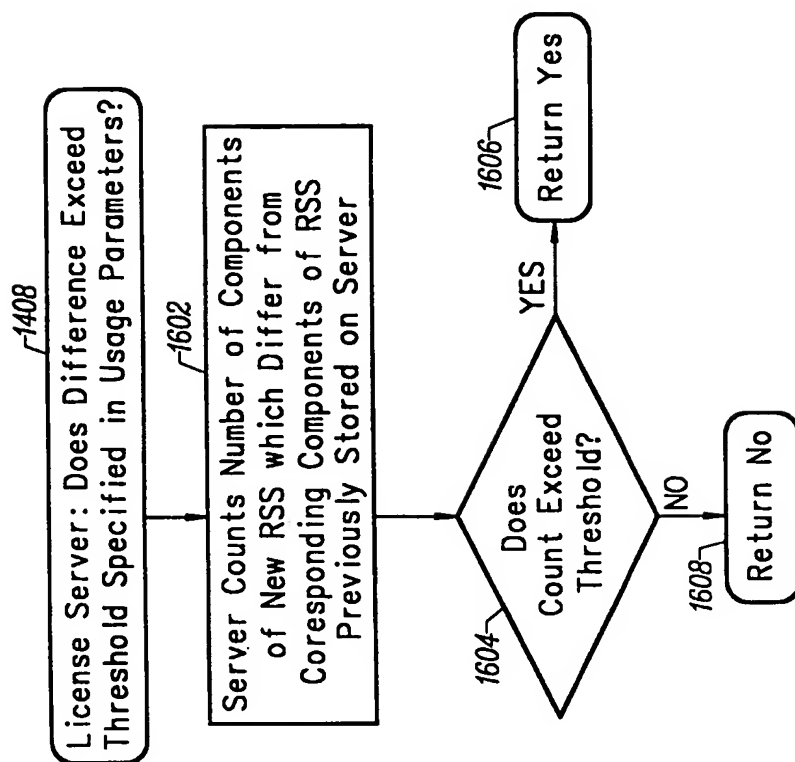 1408
License Server: Does Difference Exceed
Threshold Specified in Usage Parameters?
1602
Server Counts Number of Components
of New RSS which Differ from
Coresponding Components of RSS
Previously Stored on Server
1604
Does
Count Exceed
Threshold?
YES
1606
Return Yes
NO
1608
Return No